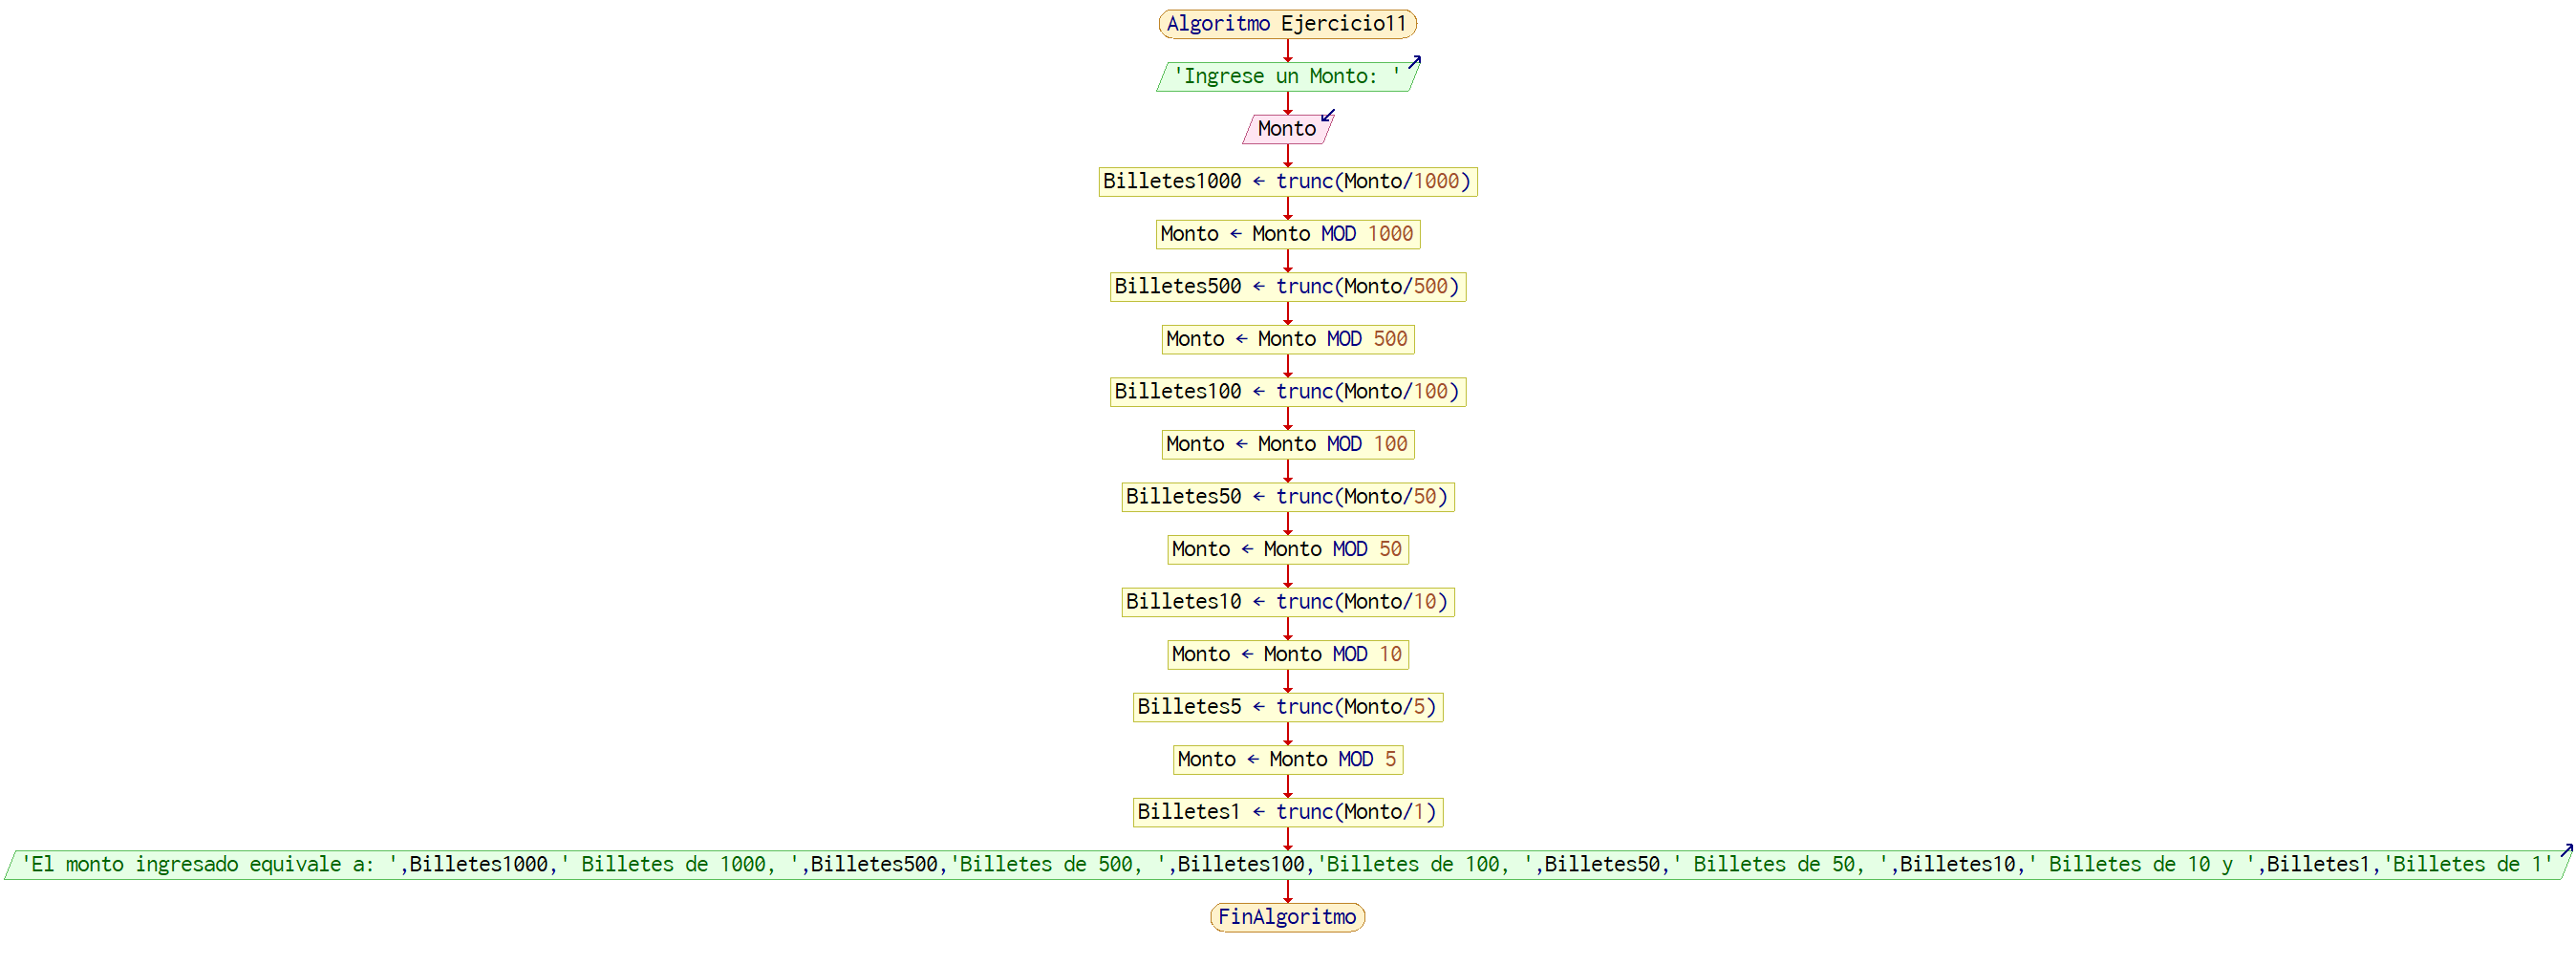 Algoritmo Ejercicio11
'Ingrese un Monto: '
Monto
Billetes1000 ← trunc(Monto/1000)
Monto ← Monto MOD 1000
Billetes500 ← trunc(Monto/500)
Monto ← Monto MOD 500
Billetes100 ← trunc(Monto/100)
Monto ← Monto MOD 100
Billetes50 ← trunc(Monto/50)
Monto ← Monto MOD 50
Billetes10 ← trunc(Monto/10)
Monto ← Monto MOD 10
Billetes5 ← trunc(Monto/5)
Monto ← Monto MOD 5
Billetes1 ← trunc(Monto/1)
'El monto ingresado equivale a: ',Billetes1000,' Billetes de 1000, ',Billetes500,'Billetes de 500, ',Billetes100,'Billetes de 100, ',Billetes50,' Billetes de 50, ',Billetes10,' Billetes de 10 y ',Billetes1,'Billetes de 1'
FinAlgoritmo